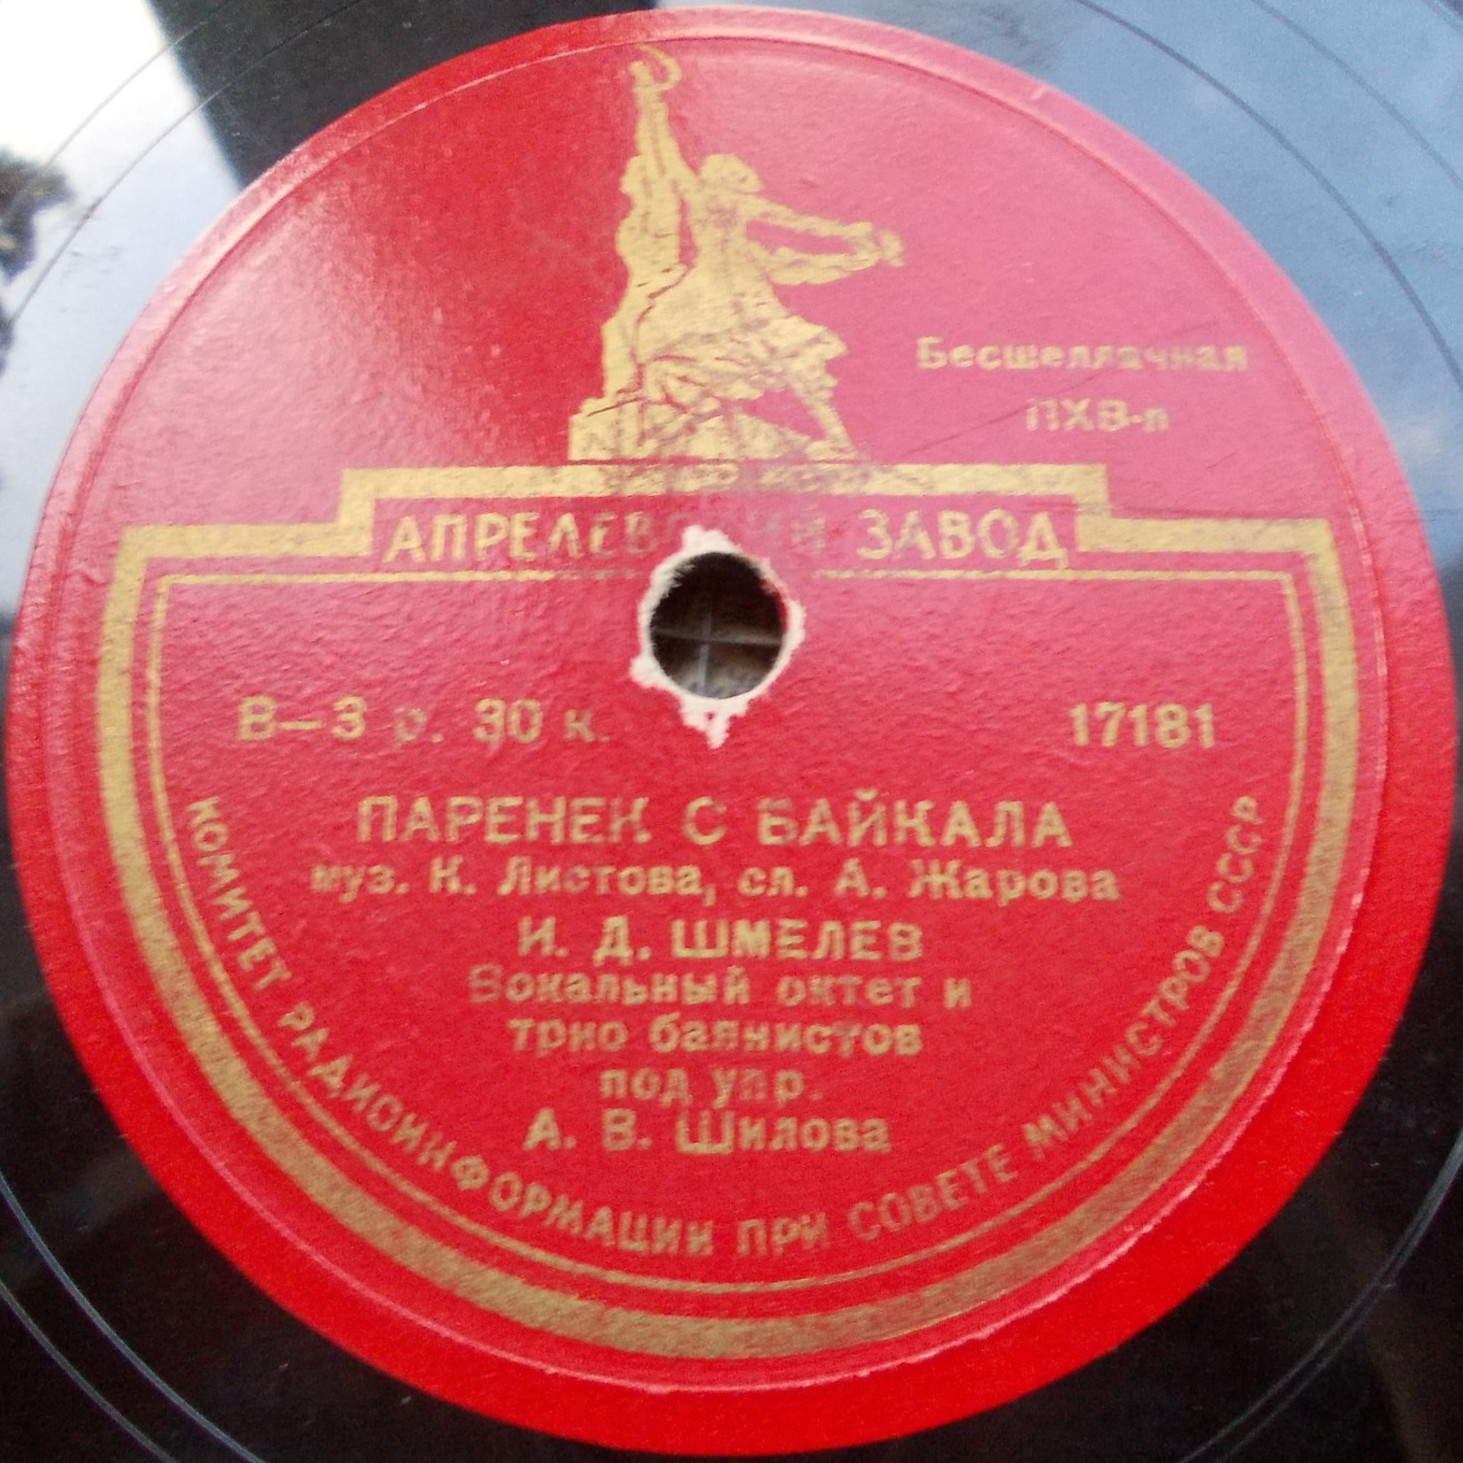 Бесшеллачная
ПХВ-п
АПРЕЛЕВСКИЙ ЗАВОД
В—3 р. 30 к.
17181
ПАРЕНЕК С БАЙКАЛА
муз. К. Листова, сл. А. Жарова
И. Д. ШМЕЛЕВ
Вокальный октет и
трио баянистов
под упр.
А. В. Шилова
КОМИТЕТ РАДИОИНФОРМАЦИИ ПРИ СОВЕТЕ МИНИСТРОВ СССР